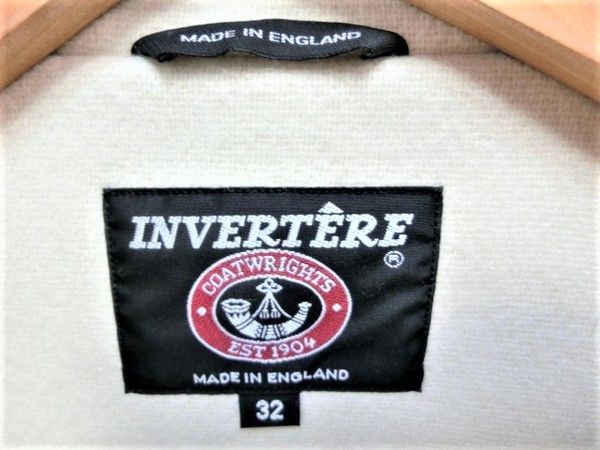 MADE IN ENGLAND
INVERTÊRE
®
COATWRIGHTS
EST 1904
MADE IN ENGLAND
32